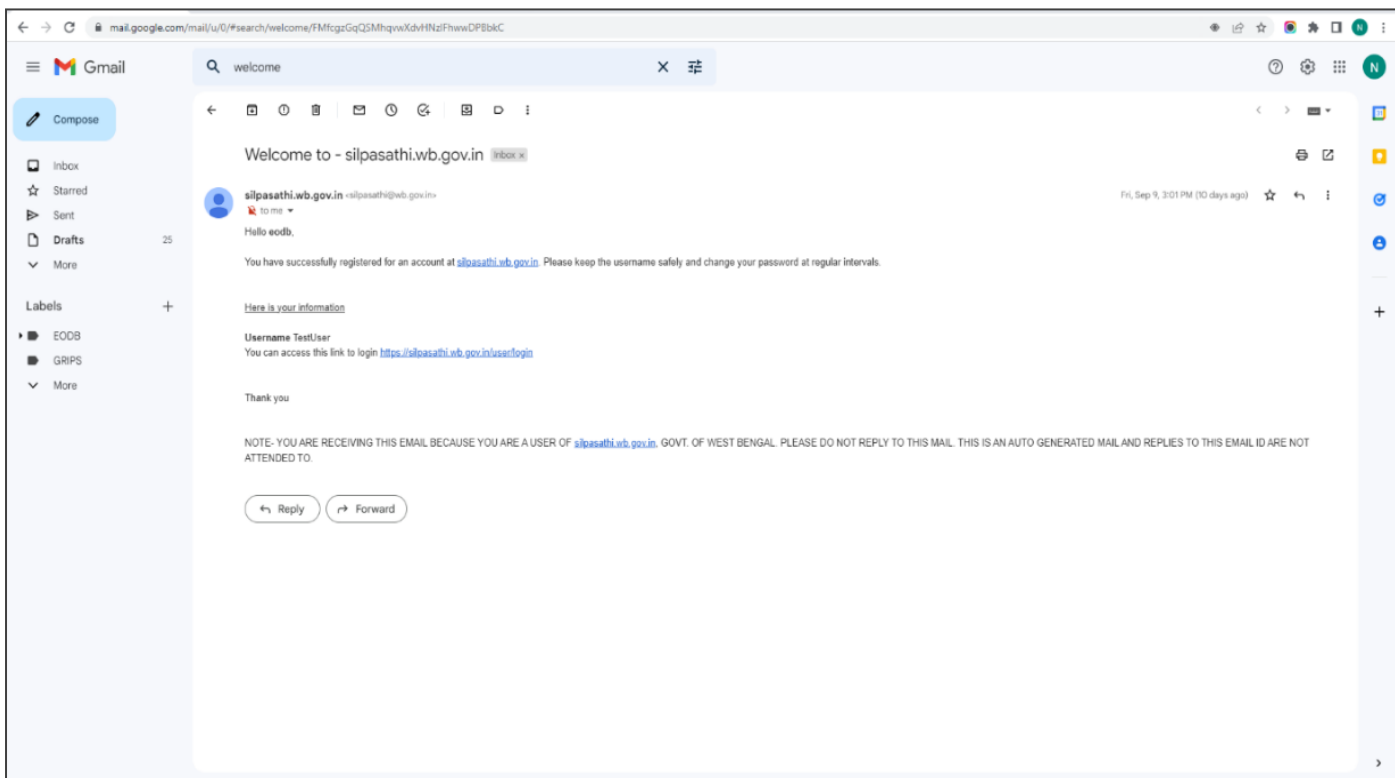 mail.google.com/mail/u/0/#search/welcome/FMfcgzGqQSMhqvwXdvHNzlFhwwDPBbkC
N
Gmail
welcome
N
Compose
Inbox
Starred
Sent
Drafts 25
More
Labels
EODB
GRIPS
More
Welcome to - silpasathi.wb.gov.in Inbox x
silpasathi.wb.gov.in <silpasathi@wb.gov.in>
Fri, Sep 9, 3:01 PM (10 days ago)
to me
Hello eodb,
You have successfully registered for an account at silpasathi.wb.gov.in. Please keep the username safely and change your password at regular intervals.
Here is your information
Username TestUser
You can access this link to login https://silpasathi.wb.gov.in/user/login
Thank you
NOTE- YOU ARE RECEIVING THIS EMAIL BECAUSE YOU ARE A USER OF silpasathi.wb.gov.in, GOVT. OF WEST BENGAL. PLEASE DO NOT REPLY TO THIS MAIL. THIS IS AN AUTO GENERATED MAIL AND REPLIES TO THIS EMAIL ID ARE NOT
ATTENDED TO.
Reply
Forward
31